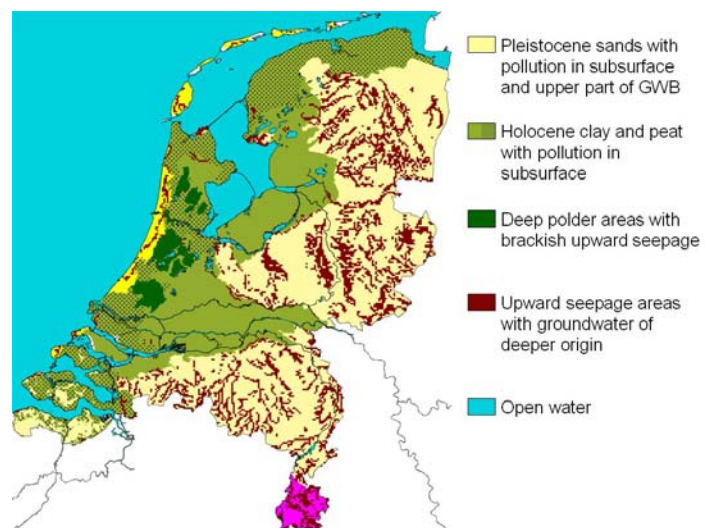 Pleistocene sands with
pollution in subsurface
and upper part of GWB
Holocene clay and peat
with pollution in
subsurface
Deep polder areas with
brackish upward seepage
Upward seepage areas
with groundwater of
deeper origin
Open water